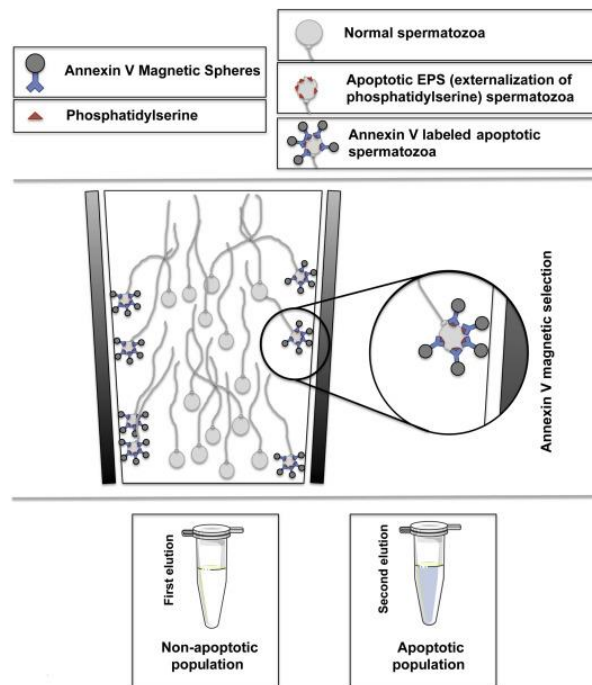 Annexin V Magnetic Spheres
Phosphatidylserine
Normal spermatozoa
Apoptotic EPS (externalization of
phosphatidylserine) spermatozoa
Annexin V labeled apoptotic
spermatozoa
Annexin V magnetic selection
First elution
Non-apoptotic
population
Second elution
Apoptotic
population